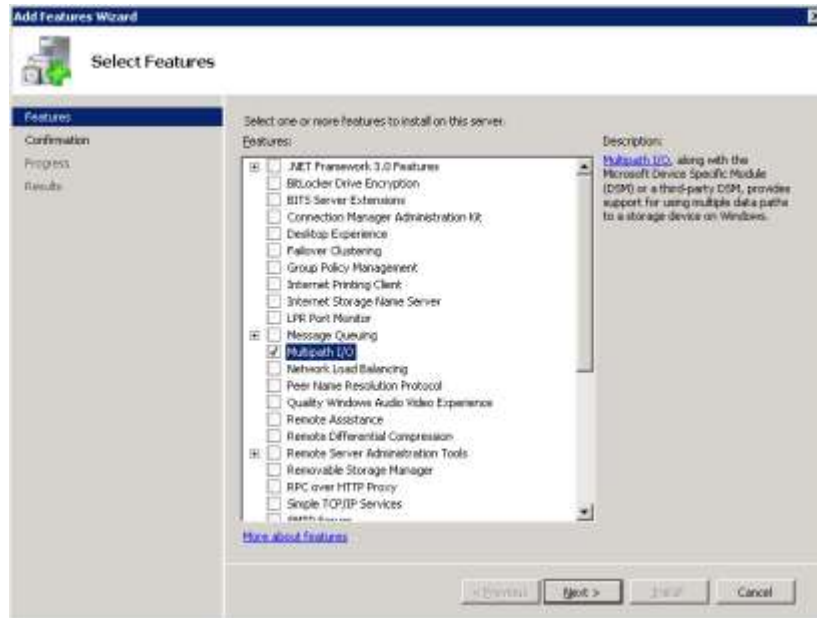 Add Features Wizard
Select Features
Features
Confirmation
Progress
Results
Select one or more features to install on this server.
Features:
.NET Framework 3.0 Features
BitLocker Drive Encryption
BITS Server Extensions
Connection Manager Administration Kit
Desktop Experience
Failover Clustering
Group Policy Management
Internet Printing Client
Internet Storage Name Server
LPR Port Monitor
Message Queuing
Multipath I/O
Network Load Balancing
Peer Name Resolution Protocol
Quality Windows Audio Video Experience
Remote Assistance
Remote Differential Compression
Remote Server Administration Tools
Removable Storage Manager
RPC over HTTP Proxy
Simple TCP/IP Services
SMTP Server
More about features
Description:
Multipath I/O, along with the
Microsoft Device Specific Module
(DSM) or a third-party DSM, provides
support for using multiple data paths
to a storage device on Windows.
< Previous
Next >
Install
Cancel